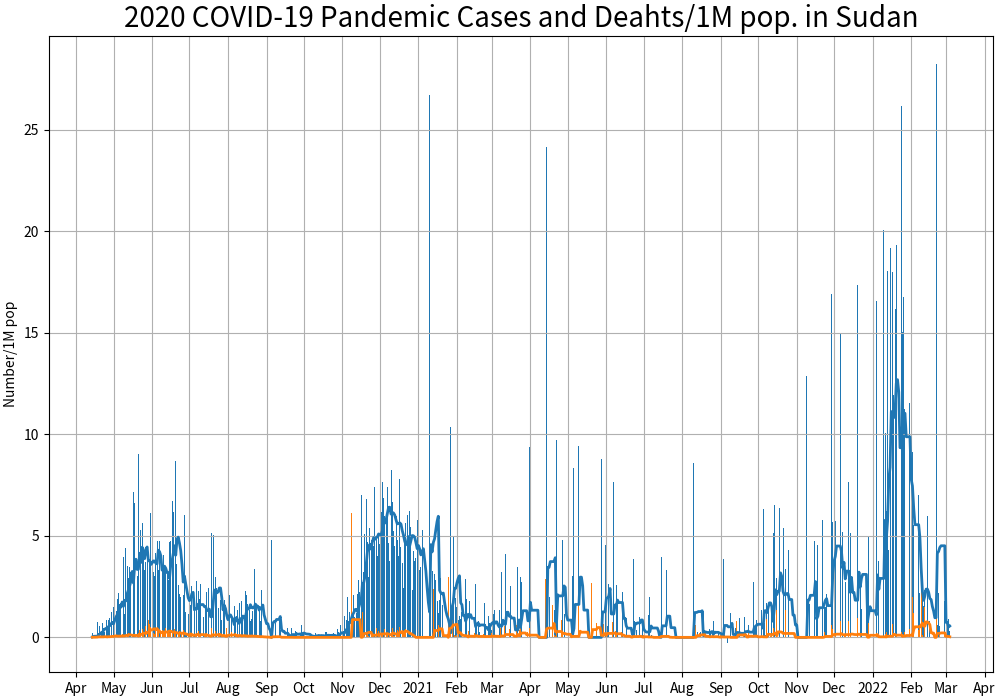 2020 COVID-19 Pandemic Cases and Deahts/1M pop. in Sudan
Number/1M pop
25
20
15
10
5
0
Apr May Jun Jul Aug Sep Oct Nov Dec 2021 Feb Mar Apr May Jun Jul Aug Sep Oct Nov Dec 2022 Feb Mar Apr